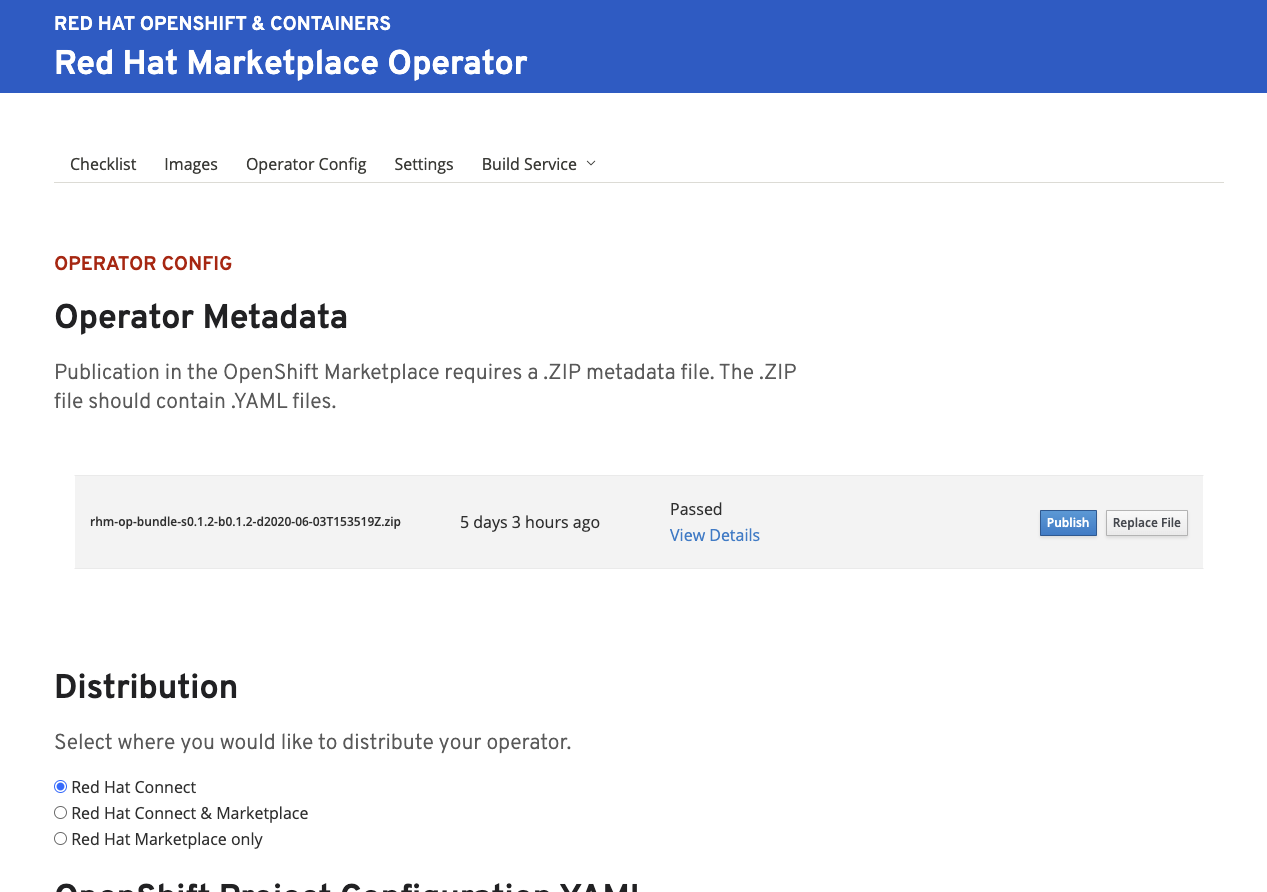 RED HAT OPENSHIFT & CONTAINERS
Red Hat Marketplace Operator
Checklist Images Operator Config Settings Build Service
OPERATOR CONFIG
Operator Metadata
Publication in the OpenShift Marketplace requires a .ZIP metadata file. The .ZIP
file should contain .YAML files.
rhm-op-bundle-s0.1.2-b0.1.2-d2020-06-03T153519Z.zip 5 days 3 hours ago Passed
View Details
Publish Replace File
Distribution
Select where you would like to distribute your operator.
Red Hat Connect
Red Hat Connect & Marketplace
Red Hat Marketplace only
OpenShift Project Configuration YAML